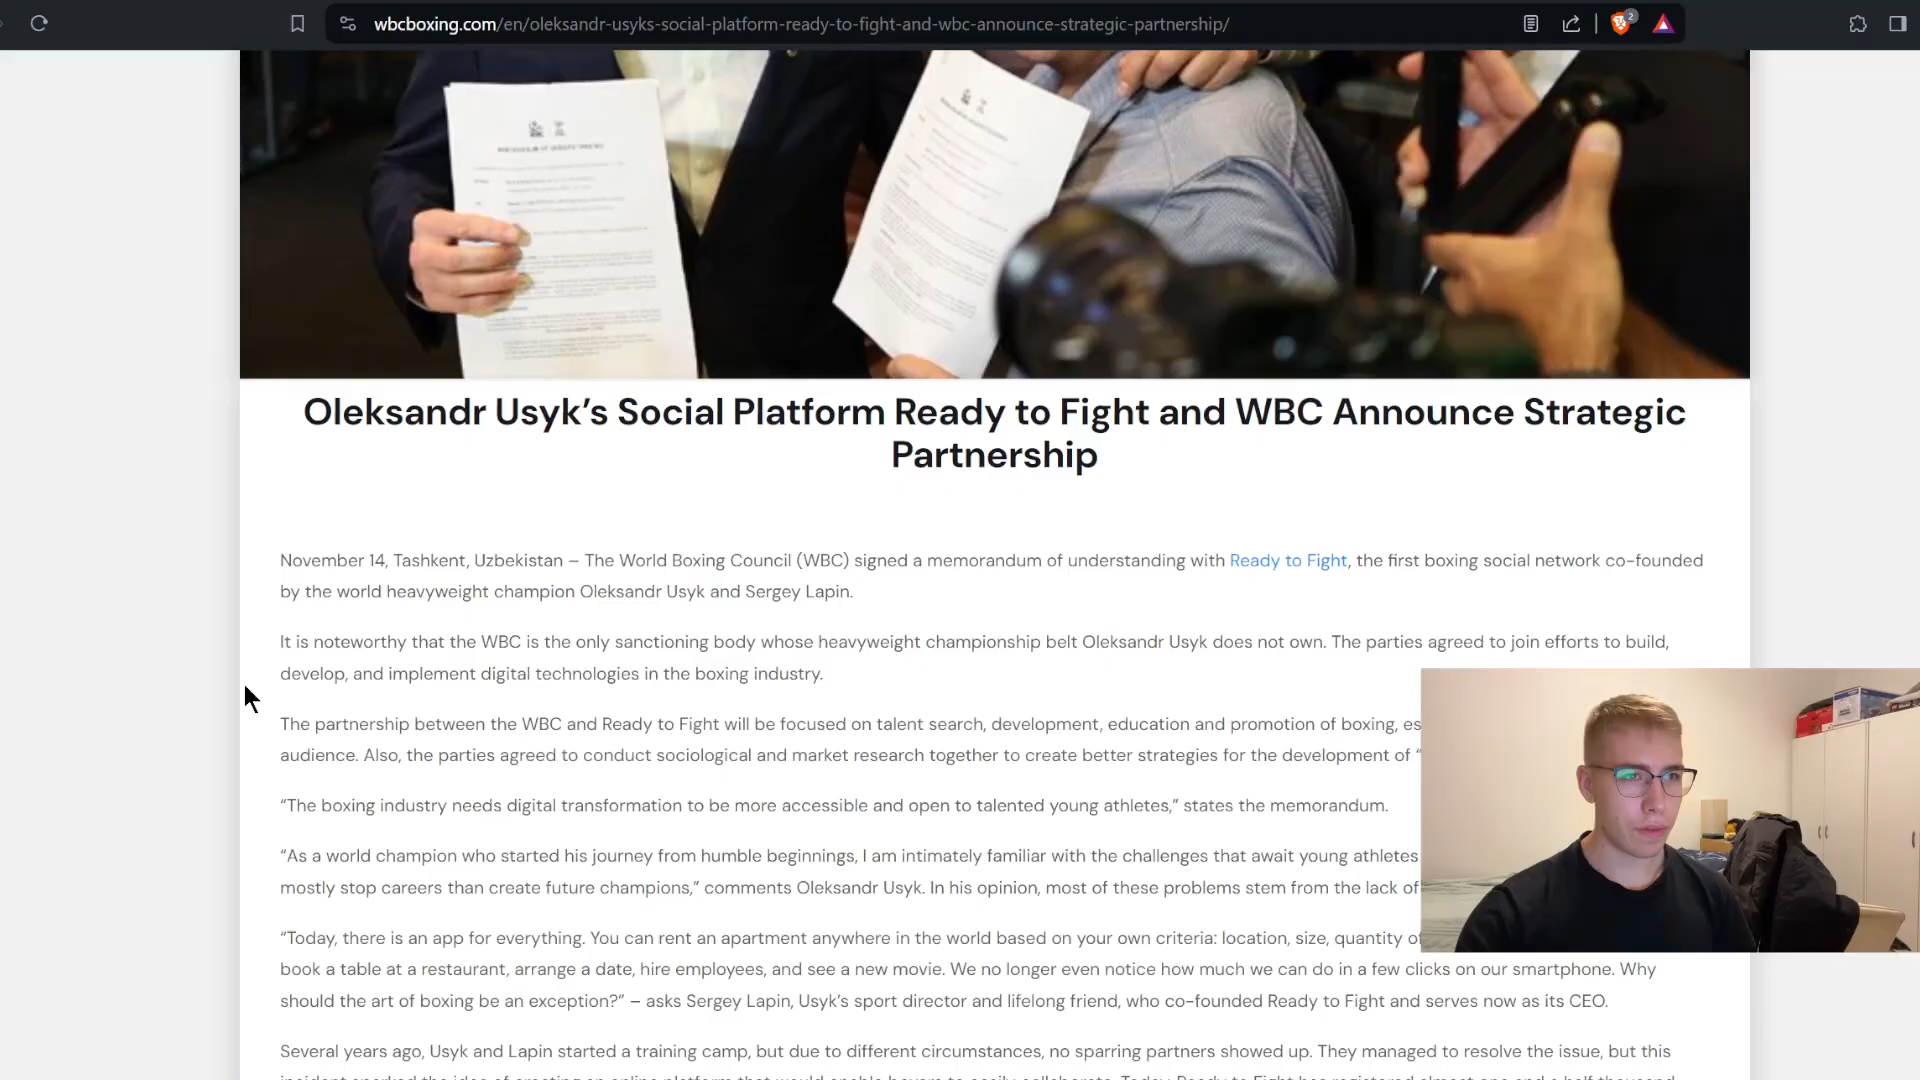 wbcboxing.com/en/oleksandr-usyks-social-platform-ready-to-fight-and-wbc-announce-strategic-partnership/
2
Oleksandr Usyk’s Social Platform Ready to Fight and WBC Announce Strategic
Partnership
November 14, Tashkent, Uzbekistan – The World Boxing Council (WBC) signed a memorandum of understanding with Ready to Fight, the first boxing social network co-founded
by the world heavyweight champion Oleksandr Usyk and Sergey Lapin.
It is noteworthy that the WBC is the only sanctioning body whose heavyweight championship belt Oleksandr Usyk does not own. The parties agreed to join efforts to build,
develop, and implement digital technologies in the boxing industry.
The partnership between the WBC and Ready to Fight will be focused on talent search, development, education and promotion of boxing, es
audience. Also, the parties agreed to conduct sociological and market research together to create better strategies for the development of “
“The boxing industry needs digital transformation to be more accessible and open to talented young athletes,” states the memorandum.
“As a world champion who started his journey from humble beginnings, I am intimately familiar with the challenges that await young athletes
mostly stop careers than create future champions,” comments Oleksandr Usyk. In his opinion, most of these problems stem from the lack of
“Today, there is an app for everything. You can rent an apartment anywhere in the world based on your own criteria: location, size, quantity of
book a table at a restaurant, arrange a date, hire employees, and see a new movie. We no longer even notice how much we can do in a few clicks on our smartphone. Why
should the art of boxing be an exception?” – asks Sergey Lapin, Usyk’s sport director and lifelong friend, who co-founded Ready to Fight and serves now as its CEO.
Several years ago, Usyk and Lapin started a training camp, but due to different circumstances, no sparring partners showed up. They managed to resolve the issue, but this